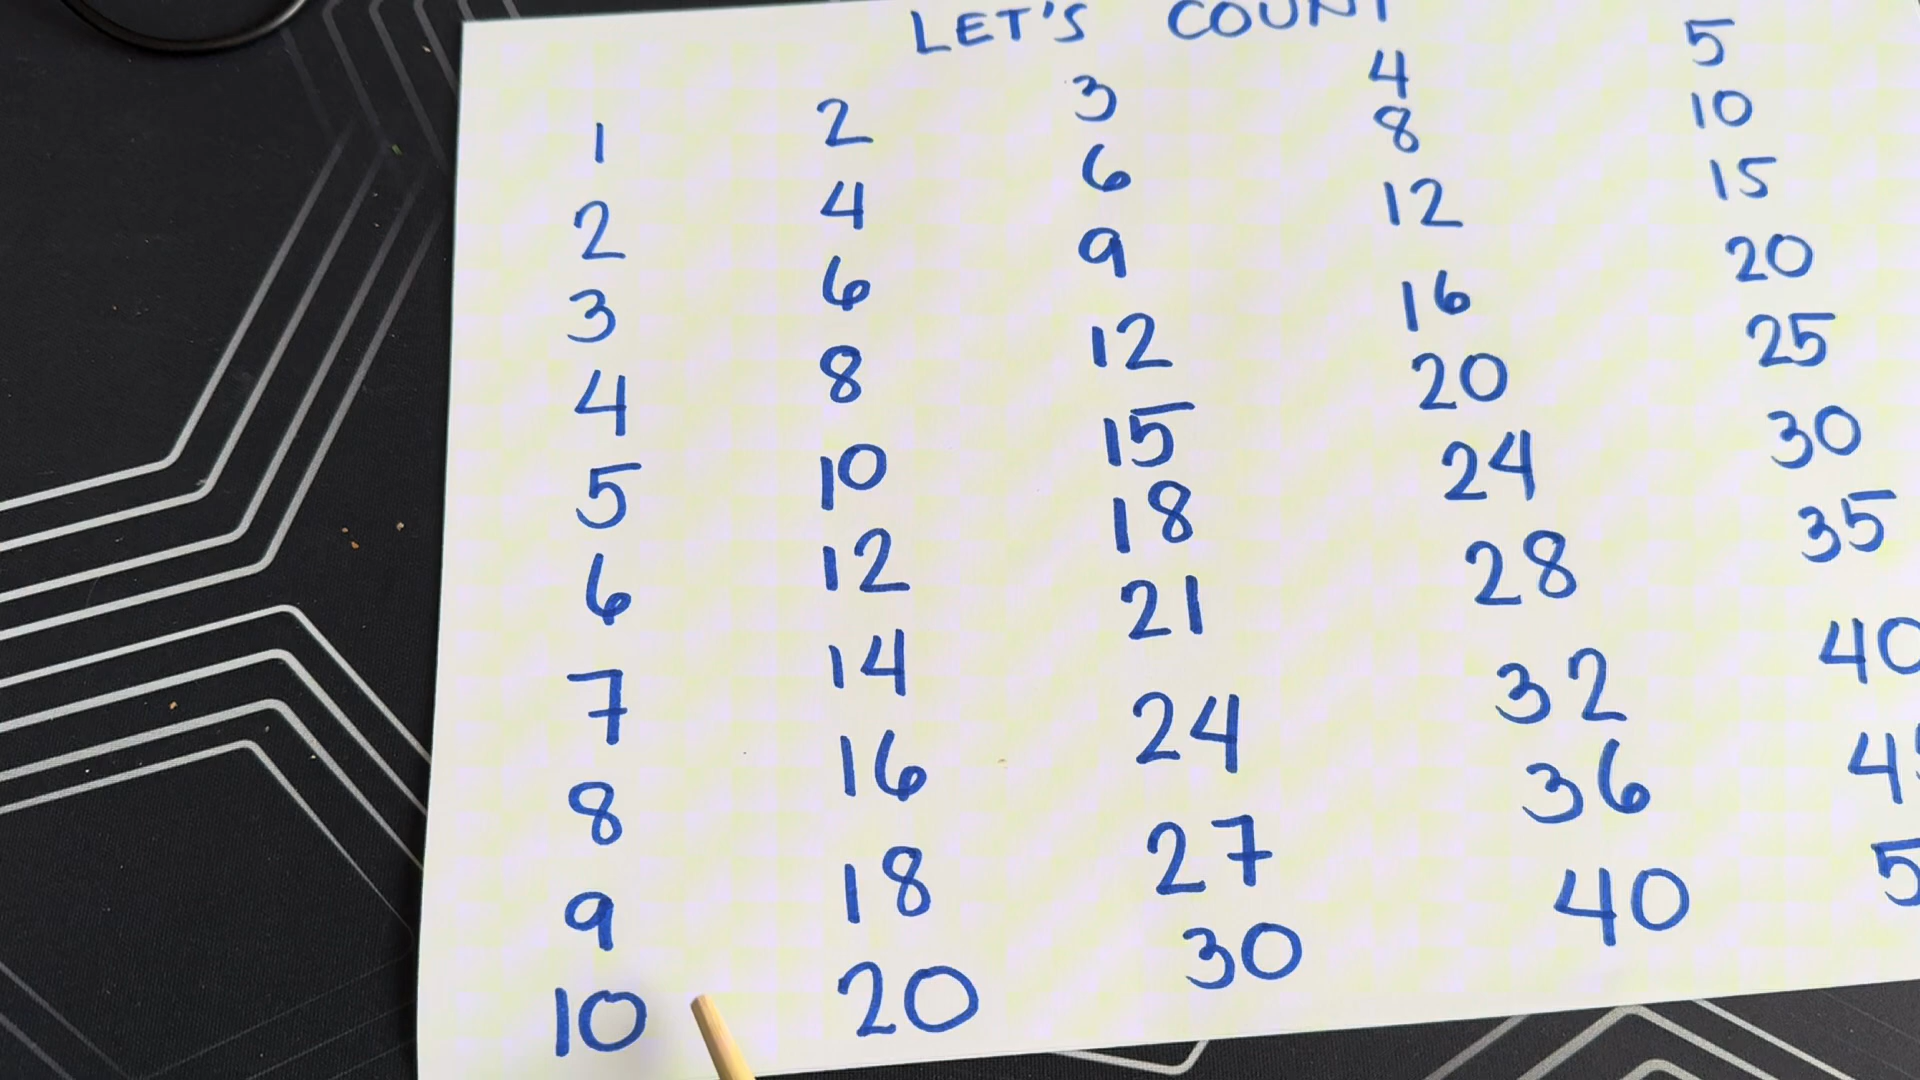 LET'S COUNT
1 2 3 4 5
2 4 6 8 10
3 6 9 12 15
4 8 12 16 20
5 10 15 20 25
6 12 18 24 30
7 14 21 28 35
8 16 24 32 40
9 18 27 36
10 20 30 40